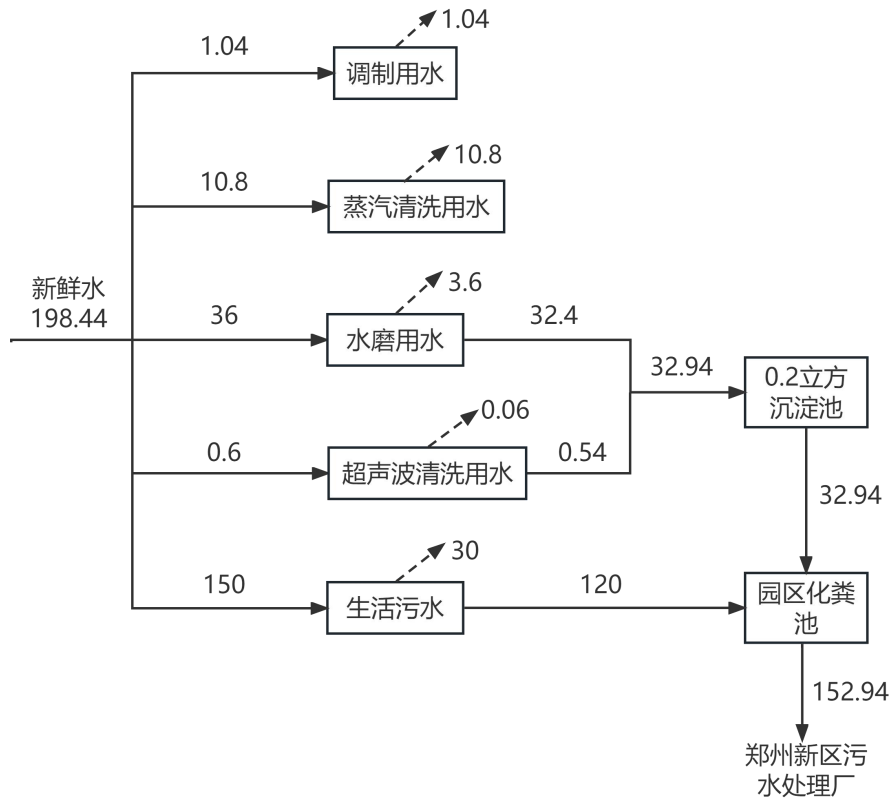 1.04
1.04
调制用水
10.8
10.8
蒸汽清洗用水
新鲜水
198.44
36
3.6
水磨用水
32.4
32.94
0.2立方
沉淀池
0.6
0.06
超声波清洗用水
0.54
32.94
150
30
生活污水
120
园区化粪
池
152.94
郑州新区污
水处理厂